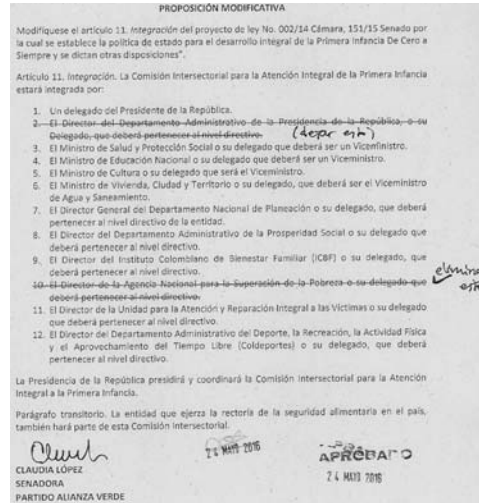 PROPOSICIÓN MODIFICATIVA
Modifíquese el artículo 11. Integración del proyecto de ley No. 002/14 Cámara, 151/15 Senado por
la cual se establece la política de estado para el desarrollo integral de la Primera Infancia De Cero a
Siempre y se dictan otras disposiciones".
Artículo 11. Integración. La Comisión Intersectorial para la Atención Integral de la Primera Infancia
estará integrada por:
1. Un delegado del Presidente de la República.
2. El Director del Departamento Administrativo de la Presidencia de la República, o su
Delegado, que deberá pertenecer al nivel directivo. (dejar este)
3. El Ministro de Salud y Protección Social o su delegado que deberá ser un Viceministro.
4. El Ministro de Educación Nacional o su delegado que deberá ser un Viceministro.
5. El Ministro de Cultura o su delegado que será el Viceministro.
6. El Ministro de Vivienda, Ciudad y Territorio o su delegado, que deberá ser el Viceministro
de Agua y Saneamiento.
7. El Director General del Departamento Nacional de Planeación o su delegado, que deberá
pertenecer al nivel directivo de la entidad.
8. El Director del Departamento Administrativo de la Prosperidad Social o su delegado que
deberá pertenecer al nivel directivo.
9. El Director del Instituto Colombiano de Bienestar Familiar (ICBF) o su delegado, que
deberá pertenecer al nivel directivo.
10. El Director de la Agencia Nacional para la Superación de la Pobreza o su delegado que
deberá pertenecer al nivel directivo.
11. El Director de la Unidad para la Atención y Reparación Integral a las Víctimas o su delegado
que deberá pertenecer al nivel directivo.
12. El Director del Departamento Administrativo del Deporte, la Recreación, la Actividad Física
y el Aprovechamiento del Tiempo Libre (Coldeportes) o su delegado, que deberá
pertenecer al nivel directivo.
La Presidencia de la República presidirá y coordinará la Comisión Intersectorial para la Atención
Integral a la Primera Infancia.
Parágrafo transitorio. La entidad que ejerza la rectoría de la seguridad alimentaria en el país,
también hará parte de esta Comisión Intersectorial.
24 MAYO 2016
APROBADO
24 MAYO 2016
CLAUDIA LÓPEZ
SENADORA
PARTIDO ALIANZA VERDE